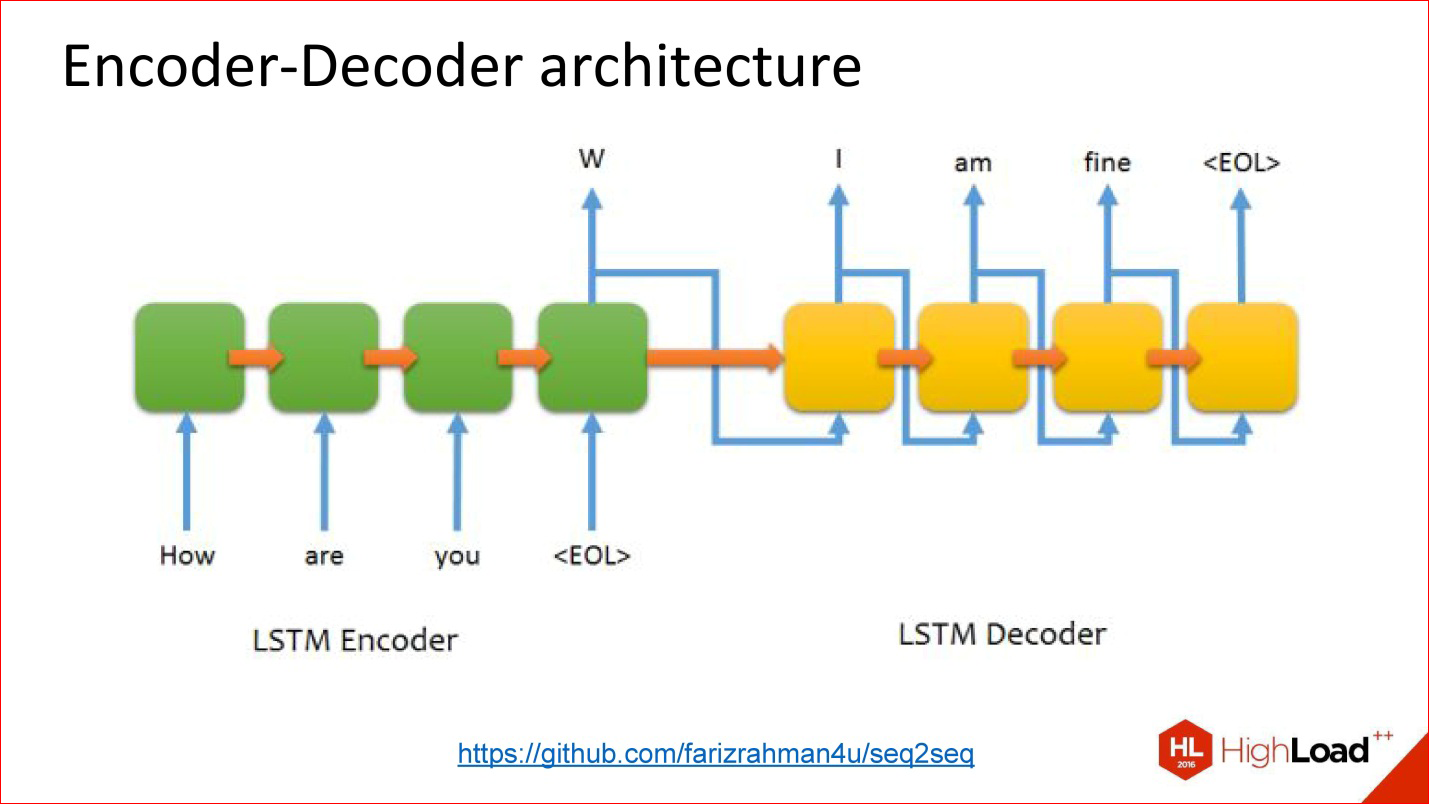 Encoder-Decoder architecture
W I am fine <EOL>
How are you <EOL>
LSTM Encoder LSTM Decoder
https://github.com/farizrahman4u/seq2seq
HL 2016 HighLoad++